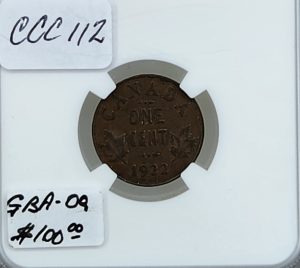 CCC 112
CANADA
ONE
CENT
1922
GBA-09
$100.00